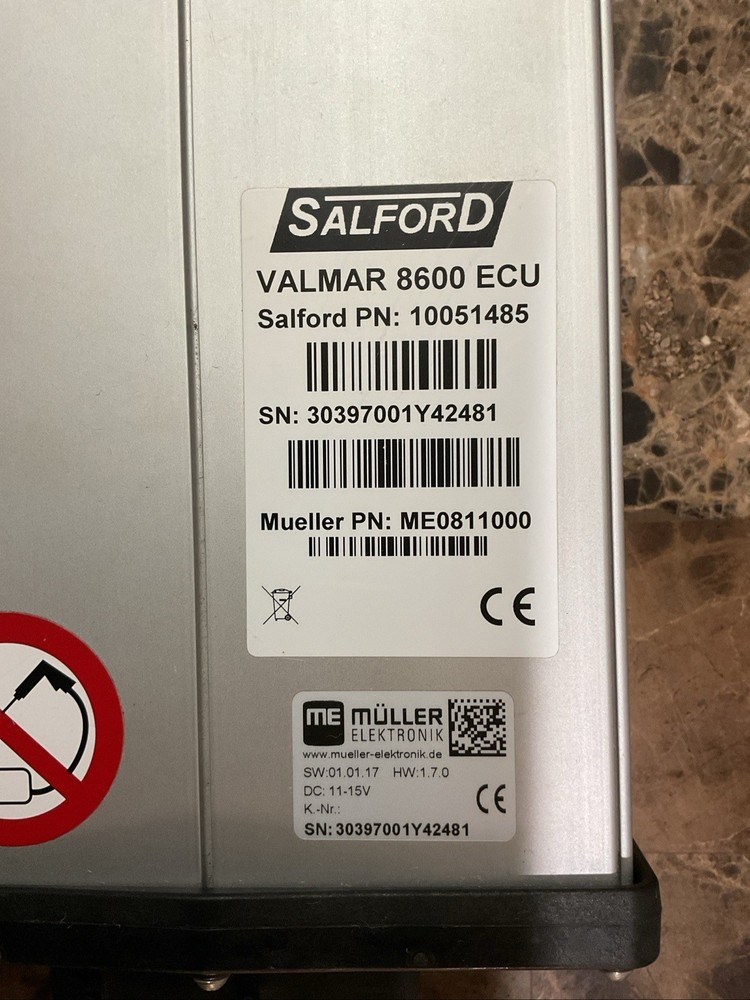 SALFORD
VALMAR 8600 ECU
Salford PN: 10051485
SN: 30397001Y42481
Mueller PN: ME0811000
CE
ME MÜLLER
ELEKTRONIK
www.mueller-elektronik.de
SW:01.01.17 HW:1.7.0
DC: 11-15V
K.-Nr.:
CE
SN: 30397001Y42481